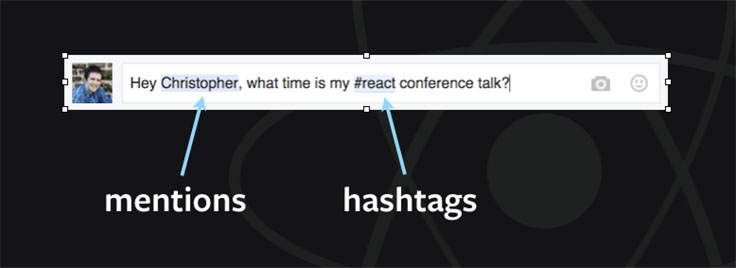 Hey Christopher, what time is my #react conference talk?
mentions
hashtags